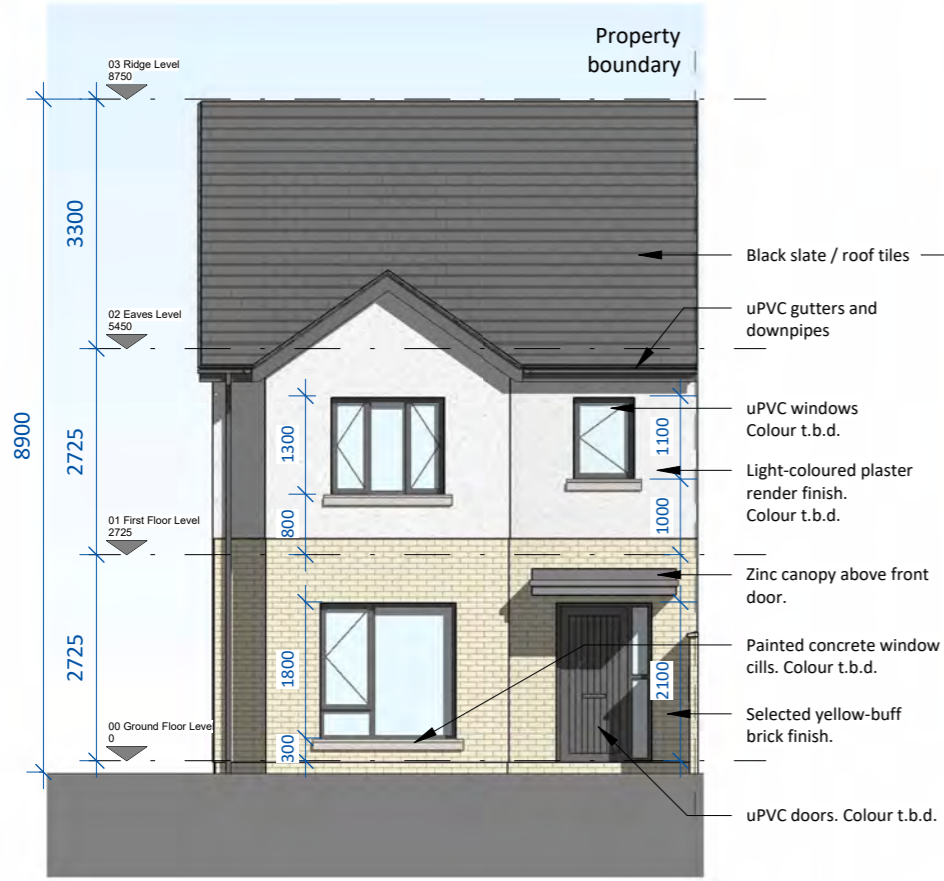 Property
boundary
03 Ridge Level
8750
3300
Black slate / roof tiles
uPVC gutters and
downpipes
02 Eaves Level
5450
8900
2725
1300
800
1100
1000
uPVC windows
Colour t.b.d.
Light-coloured plaster
render finish.
Colour t.b.d.
01 First Floor Level
2725
Zinc canopy above front
door.
2725
1800
300
2100
Painted concrete window
cills. Colour t.b.d.
00 Ground Floor Level
0
Selected yellow-buff
brick finish.
uPVC doors. Colour t.b.d.